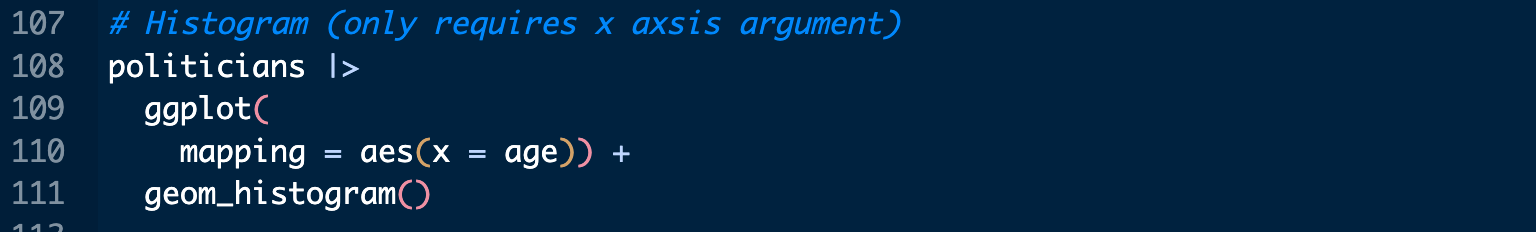 107 # Histogram (only requires x axsis argument)
108 politicians |>
109   ggplot(
110     mapping = aes(x = age)) +
111   geom_histogram()